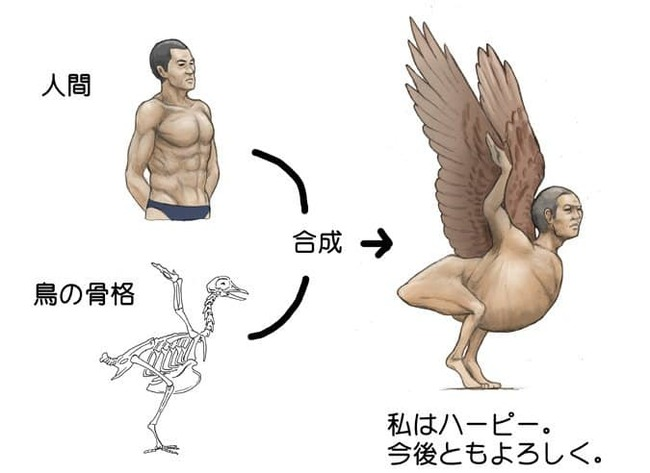 人間
鳥の骨格
合成
私はハーピー。
今後ともよろしく。